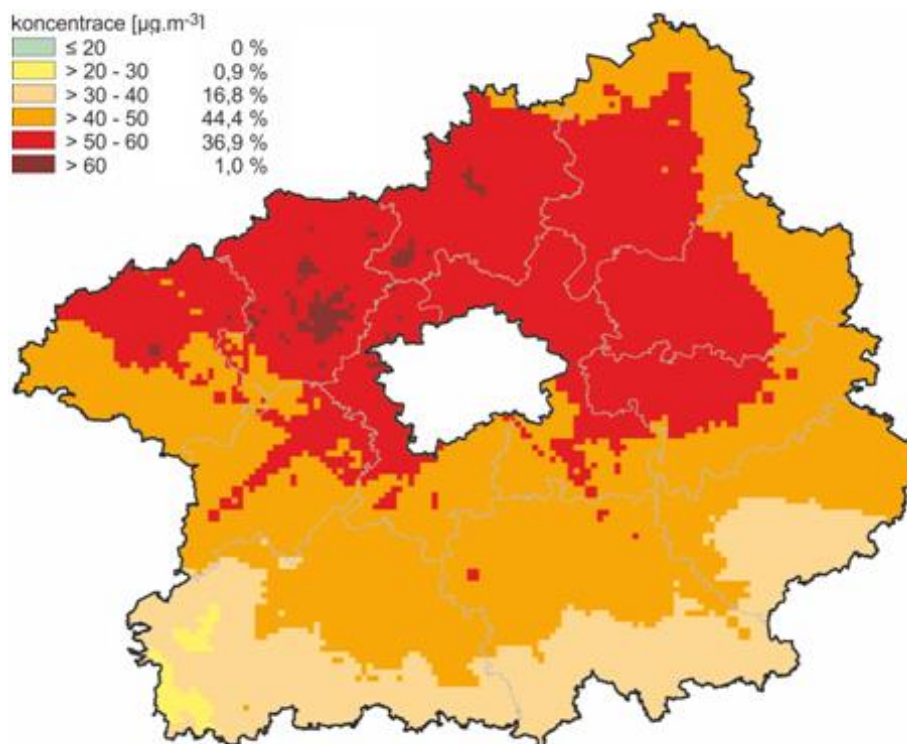 koncentrace [µg.m⁻³]
≤ 20 0 %
> 20 - 30 0,9 %
> 30 - 40 16,8 %
> 40 - 50 44,4 %
> 50 - 60 36,9 %
> 60 1,0 %